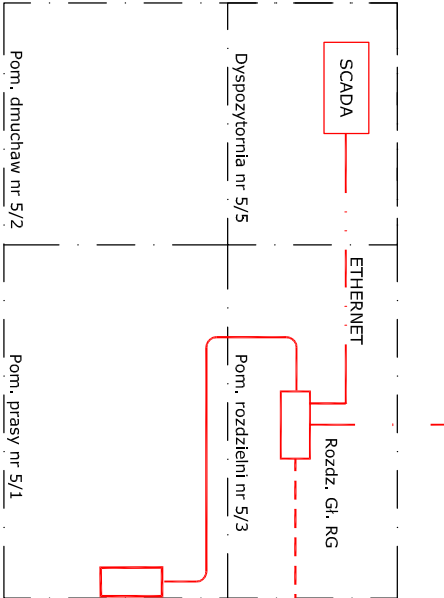 SCADA
Dyspozytornia nr 5/5
Pom. dmuchaw nr 5/2
ETHERNET
Rozdz. Gł. RG
Pom. rozdzielni nr 5/3
Pom. prasy nr 5/1